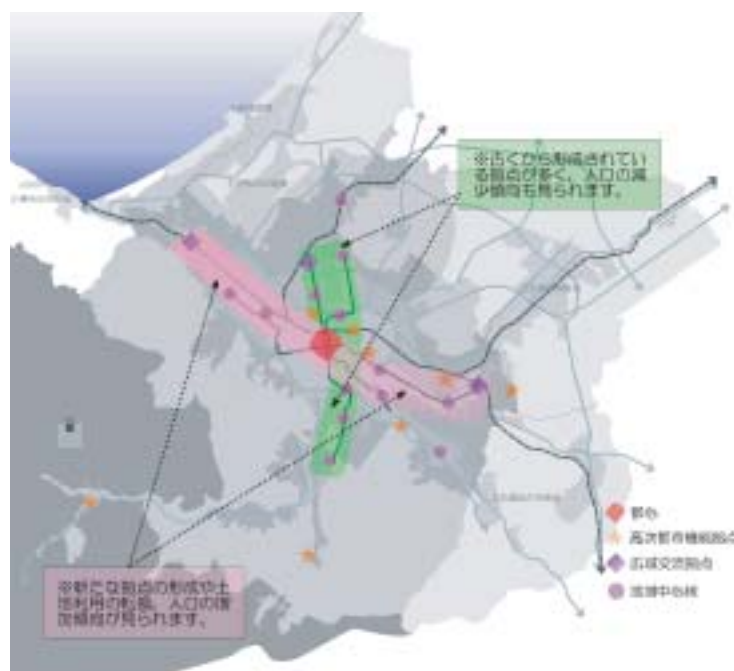 ※古くから形成されてい
る拠点が多く、人口の減
少傾向も見られます。
※新たな拠点の形成や土
地利用の転換、人口の増
加傾向が見られます。
都心
高次都市機能拠点
広域交流拠点
地域中心核